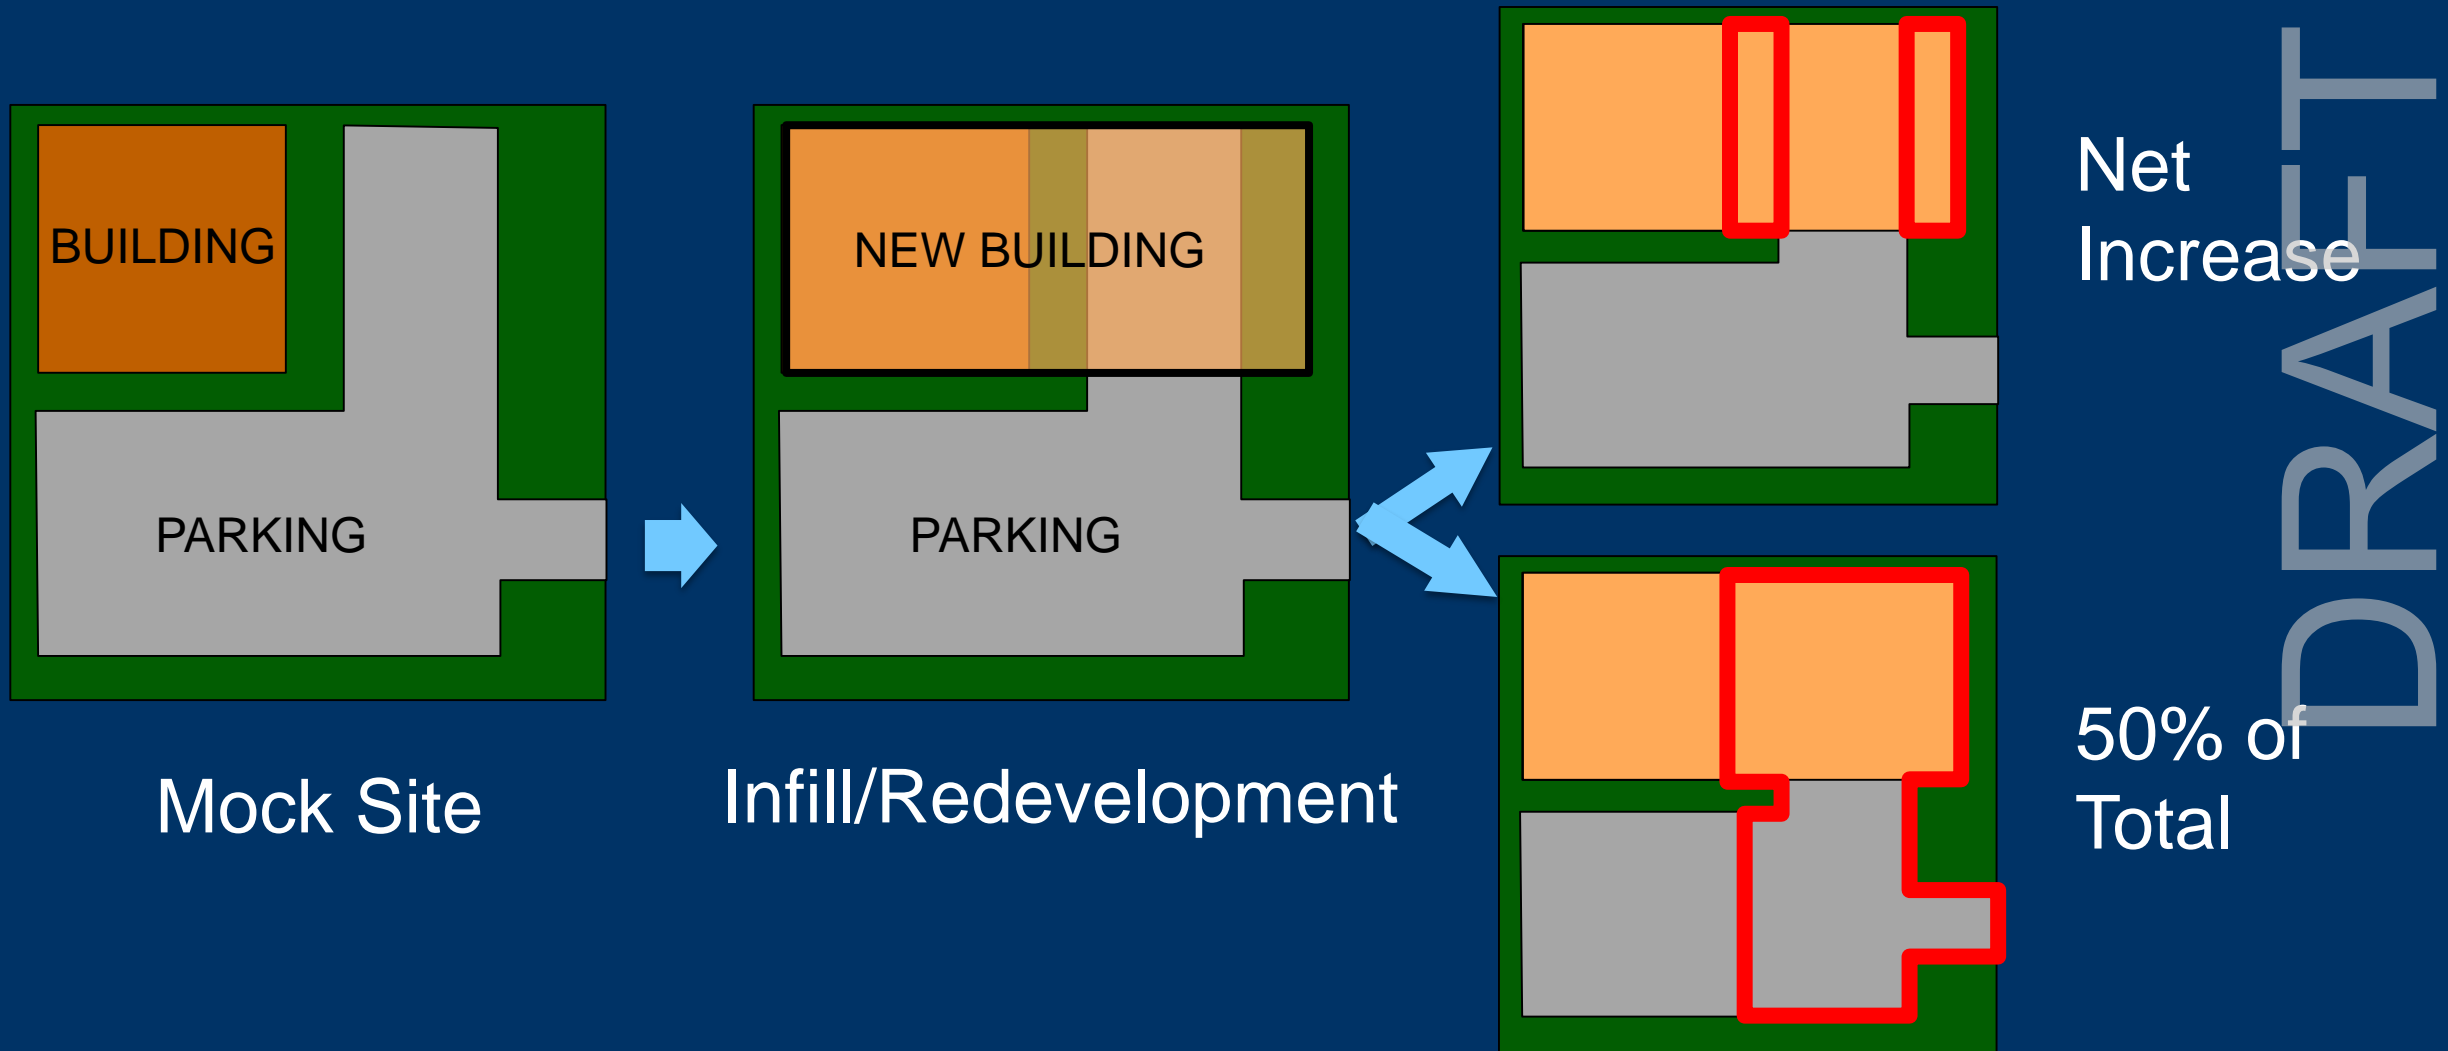 BUILDING
PARKING
Mock Site
NEW BUILDING
PARKING
Infill/Redevelopment
Net
Increase
50% of
Total
DRAFT